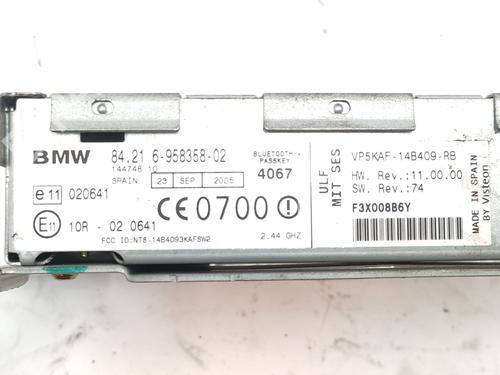 BMW 84.21 6-958358-02
144748 10
SPAIN 23 SEP 2005
BLUETOOTH
PASSKEY
4067
e11 020641
CE0700
E11 10R - 02 0641
FCC ID:NT8-14B4093KAFSW2 2.44 GHZ
ULF
MIT SES
VP5KAF-14B409-RB
HW. Rev.:11.00.00
SW. Rev.:74
F3X008B6Y
MADE IN SPAIN
BY Visteon